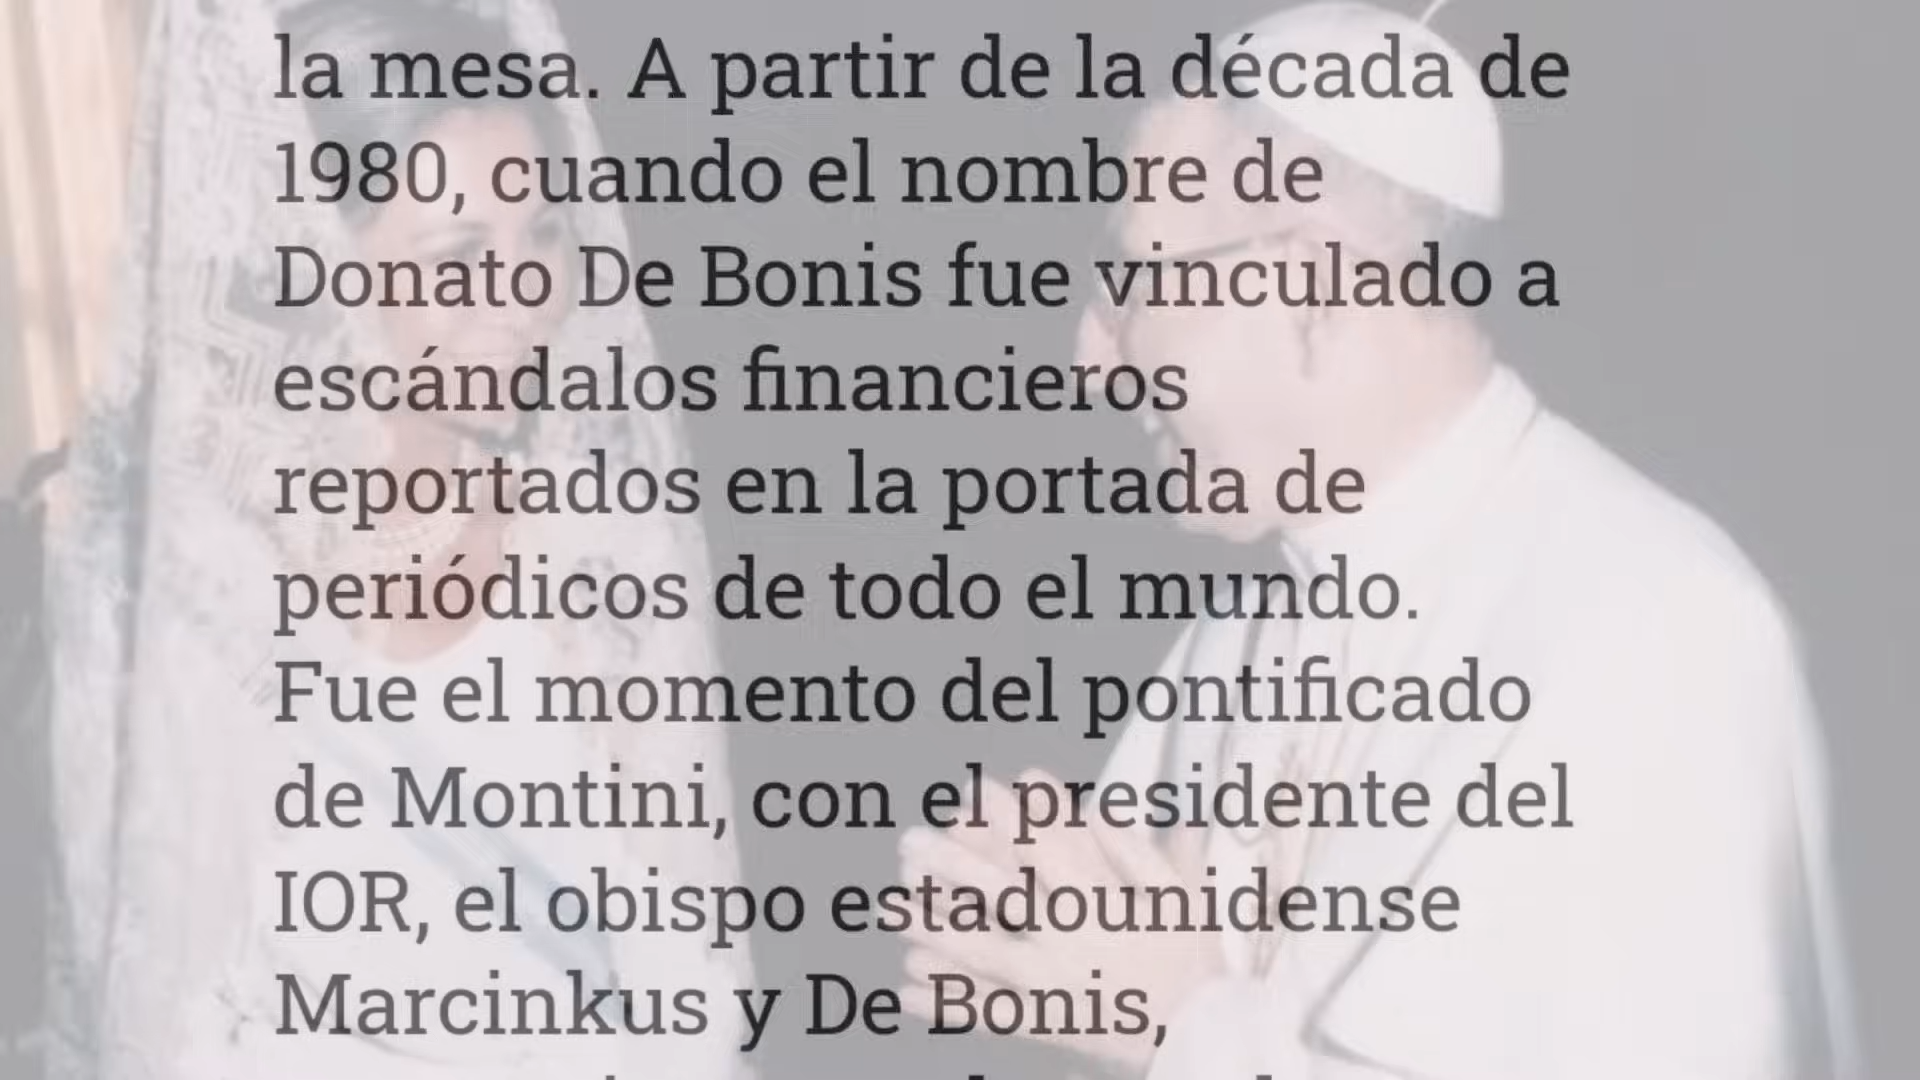 la mesa. A partir de la década de
1980, cuando el nombre de
Donato De Bonis fue vinculado a
escándalos financieros
reportados en la portada de
periódicos de todo el mundo.
Fue el momento del pontificado
de Montini, con el presidente del
IOR, el obispo estadounidense
Marcinkus y De Bonis,